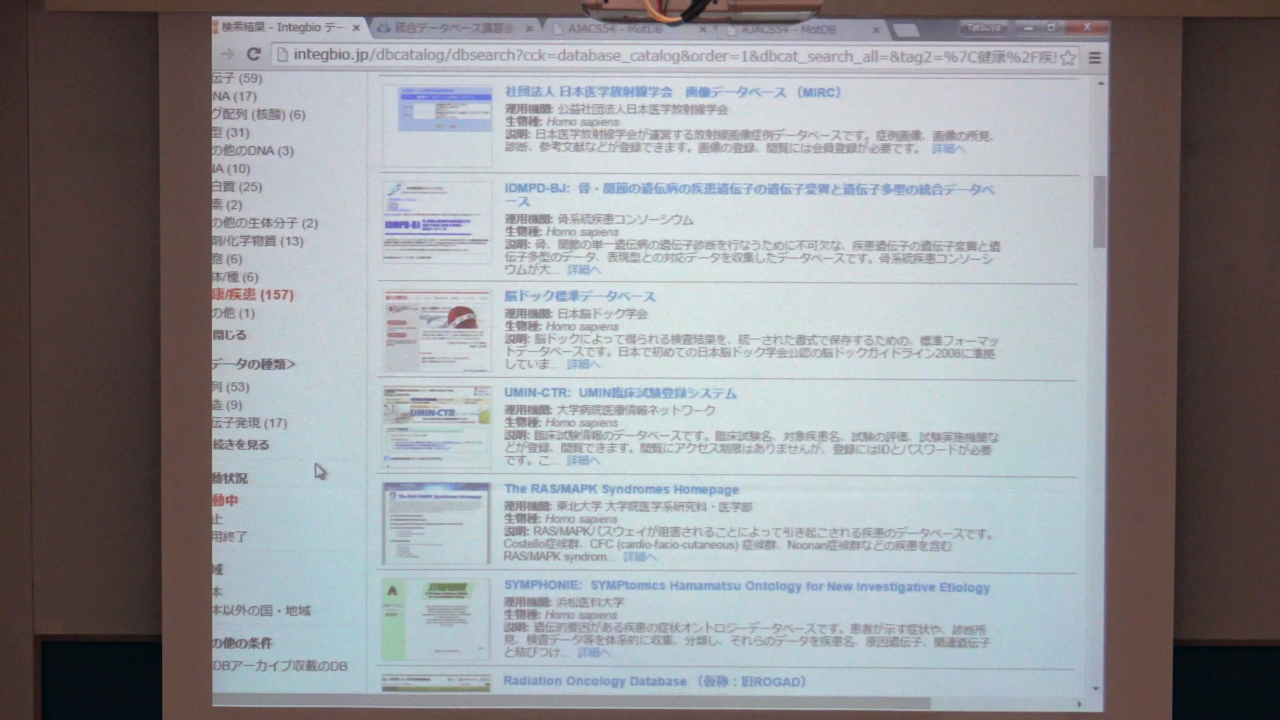 検索結果 - Integbio デー
統合データベース講習会
AJACS54 - MotDB
AJACS54 - MotDB
integbio.jp/dbcatalog/dbsearch?cck=database_catalog&order=1&dbcat_search_all=&tag2=%7C健康%2F疾
伝子 (59)
NA (17)
グ配列 (核酸) (6)
型 (31)
の他のDNA (3)
IA (10)
白質 (25)
素 (2)
の他の生体分子 (2)
剤/化学物質 (13)
胞 (6)
体/種 (6)
康/疾患 (157)
の他 (1)
閉じる
データの種類>
列 (53)
造 (9)
伝子発現 (17)
続きを見る
動状況
動中
止
用終了
域
本
本以外の国・地域
の他の条件
DBアーカイブ収載のDB
社団法人 日本医学放射線学会 画像データベース (MIRC)
運用機関: 公益社団法人日本医学放射線学会
生物種: Homo sapiens
説明: 日本医学放射線学会が運営する放射線画像症例データベースです。症例画像、画像の所見、
診断、参考文献などが登録できます。画像の登録、閲覧には会員登録が必要です。 詳細へ
IDMPD-BJ: 骨・関節の遺伝病の疾患遺伝子の遺伝子変異と遺伝子多型の統合データベ
ース
運用機関: 骨系統疾患コンソーシウム
生物種: Homo sapiens
説明: 骨、関節の単一遺伝病の遺伝子診断を行なうために不可欠な、疾患遺伝子の遺伝子変異と遺
伝子多型のデータ、表現型との対応データを収集したデータベースです。骨系統疾患コンソーシ
ウムが大... 詳細へ
脳ドック標準データベース
運用機関: 日本脳ドック学会
生物種: Homo sapiens
説明: 脳ドックによって得られる検査結果を、統一された書式で保存するための、標準フォーマッ
トデータベースです。日本で初めての日本脳ドック学会公認の脳ドックガイドライン2008に準拠
していま... 詳細へ
UMIN-CTR
UMIN-CTR: UMIN臨床試験登録システム
運用機関: 大学病院医療情報ネットワーク
生物種: Homo sapiens
説明: 臨床試験情報のデータベースです。臨床試験名、対象疾患名、試験の評価、試験実施機関な
どが登録、閲覧できます。閲覧にアクセス制限はありませんが、登録にはIDとパスワードが必要
です。こ... 詳細へ
The RAS/MAPK Syndromes Homepage
The RAS/MAPK Syndromes Homepage
運用機関: 東北大学 大学院医学系研究科・医学部
生物種: Homo sapiens
説明: RAS/MAPKパスウェイが阻害されることによって引き起こされる疾患のデータベースです。
Costello症候群、CFC (cardio-facio-cutaneous) 症候群、Noonan症候群などの疾患を含む
RAS/MAPK syndrom... 詳細へ
SYMPHONIE: SYMPtomics Hamamatsu Ontology for New Investigative Etiology
運用機関: 浜松医科大学
生物種: Homo sapiens
説明: 遺伝的要因がある疾患の症状オントロジーデータベースです。患者が示す症状や、診断所
見、検査データ等を体系的に収集、分類し、それらのデータを疾患名、原因遺伝子、関連遺伝子
と結びつけ... 詳細へ
Radiation Oncology Database (仮称:旧ROGAD)